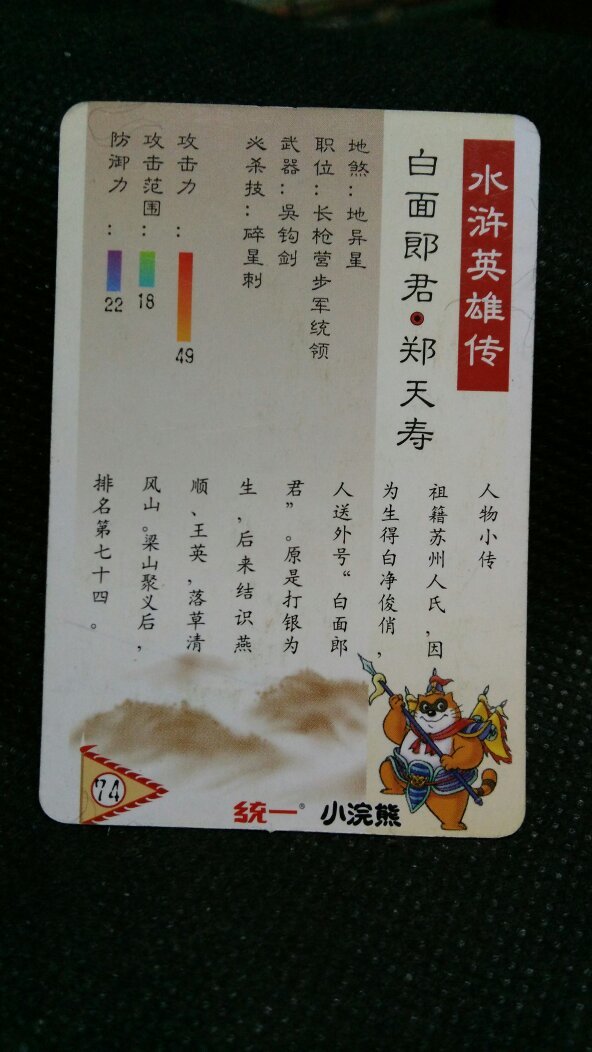 水浒英雄传
白面郎君·郑天寿
地煞：地异星
职位：长枪营步军统领
武器：吴钩剑
必杀技：碎星刺
攻击力：
49
攻击范围：
18
防御力：
22
人物小传
祖籍苏州人氏，因
为生得白净俊俏，
人送外号“白面郎
君”。原是打银为
生，后来结识燕
顺、王英，落草清
风山。梁山聚义后，
排名第七十四。
74
统一® 小浣熊